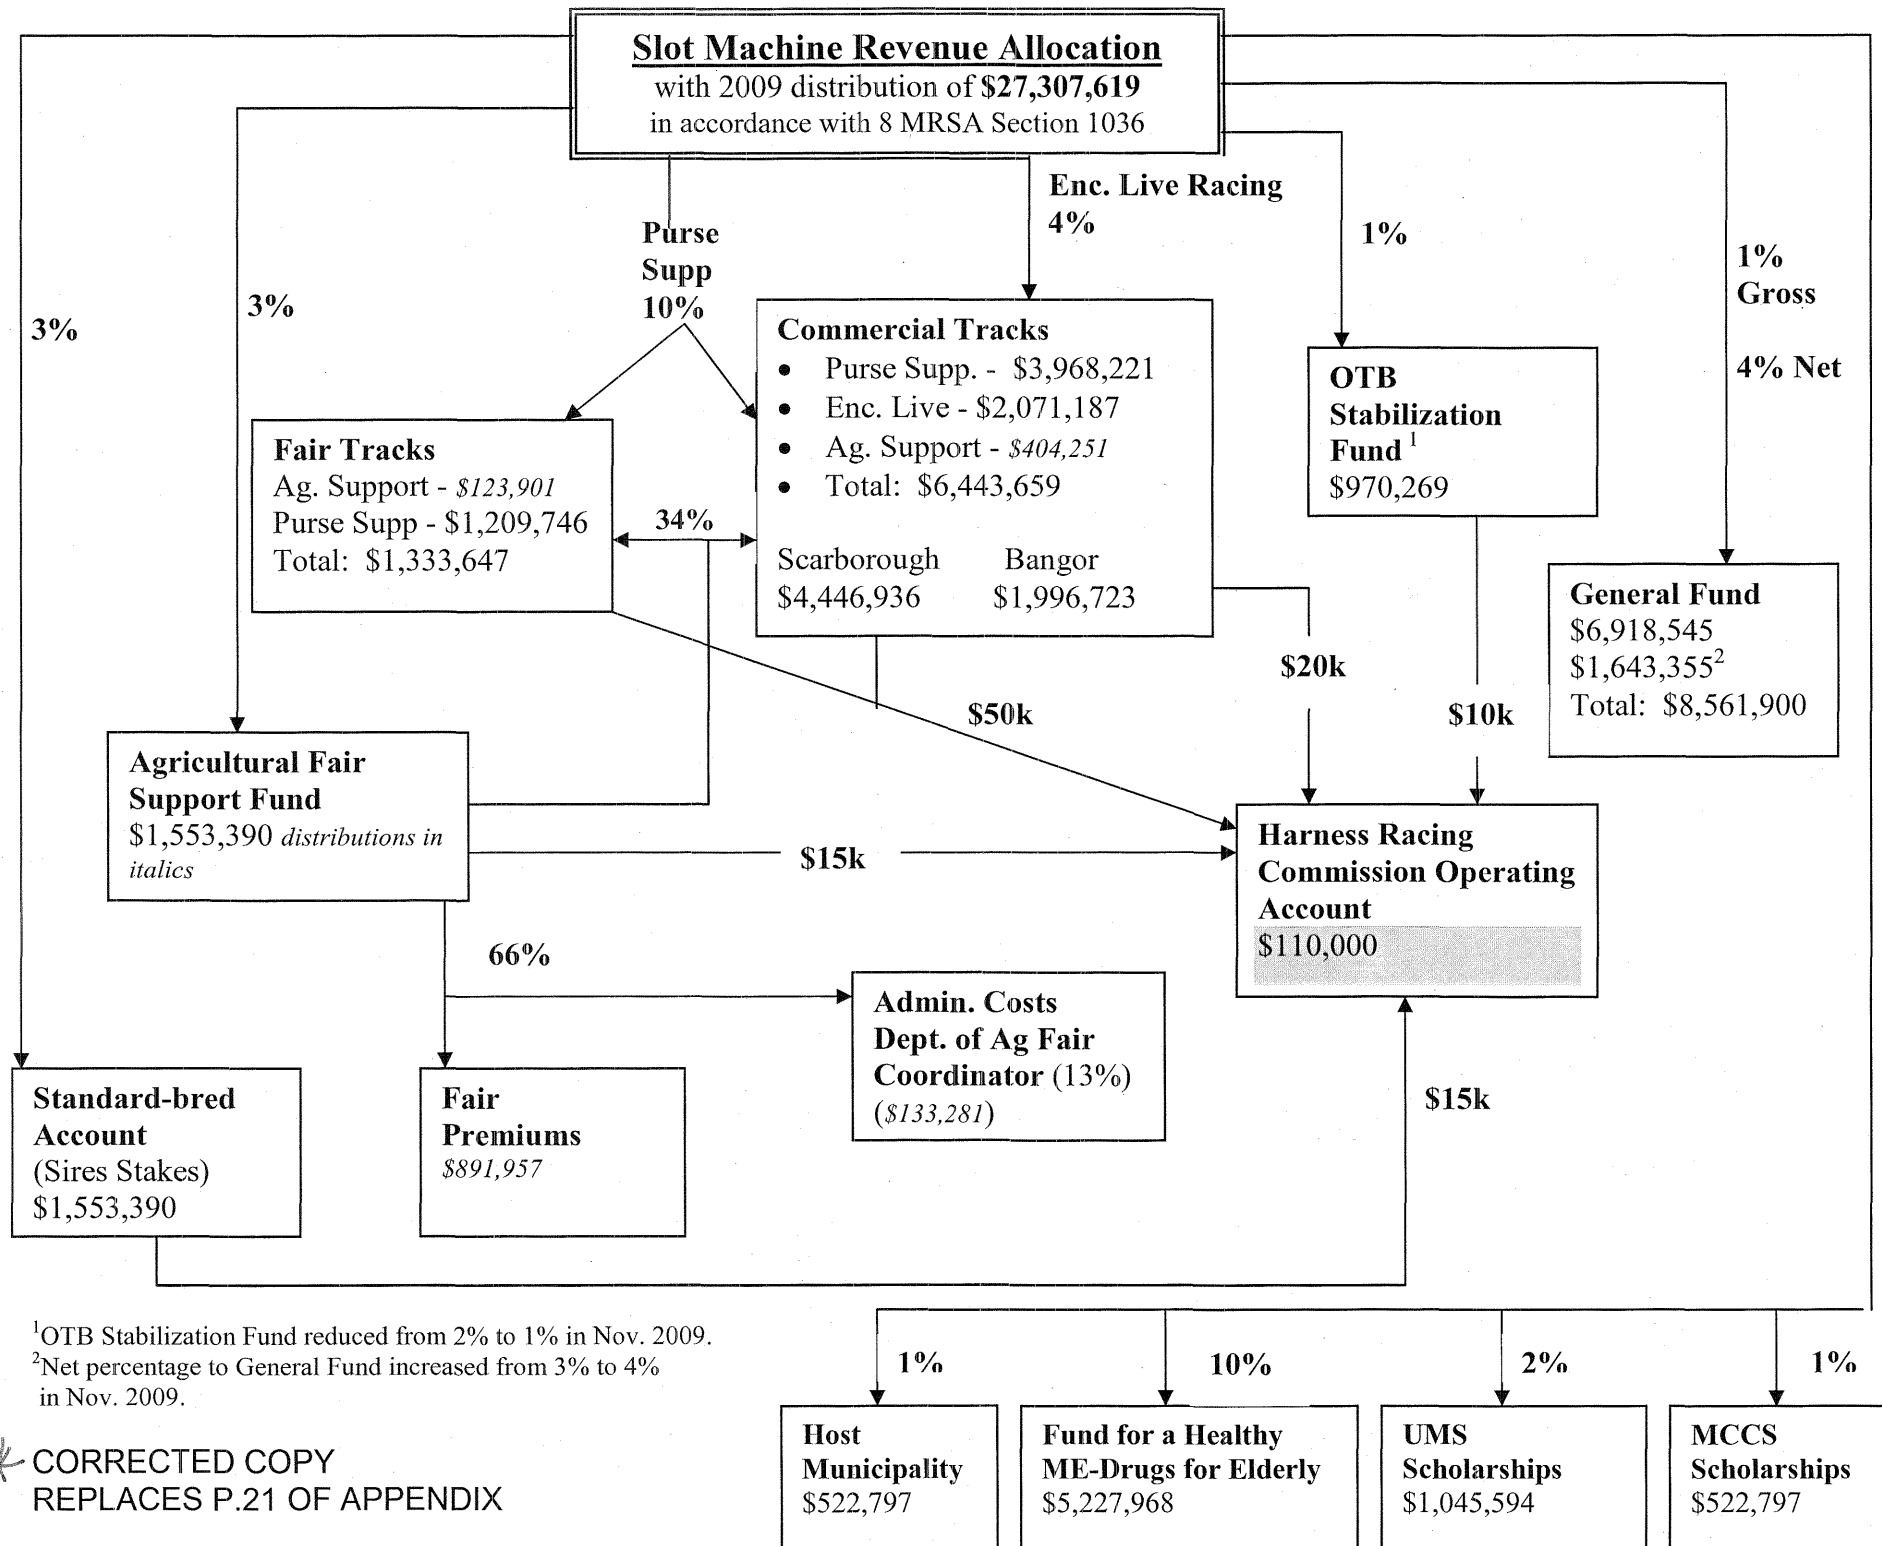 Slot Machine Revenue Allocation
with 2009 distribution of $27,307,619
in accordance with 8 MRSA Section 1036
Enc. Live Racing
4%
Purse
Supp
10%
1%
1%
Gross
4% Net
3%
3%
Commercial Tracks
• Purse Supp. - $3,968,221
• Enc. Live - $2,071,187
• Ag. Support - $404,251
• Total: $6,443,659
Scarborough Bangor
$4,446,936 $1,996,723
OTB
Stabilization
Fund 1
$970,269
Fair Tracks
Ag. Support - $123,901
Purse Supp - $1,209,746
Total: $1,333,647
34%
General Fund
$6,918,545
$1,643,355²
Total: $8,561,900
$20k
$50k
$10k
Agricultural Fair
Support Fund
$1,553,390 distributions in
italics
$15k
Harness Racing
Commission Operating
Account
$110,000
66%
Admin. Costs
Dept. of Ag Fair
Coordinator (13%)
($133,281)
$15k
Standard-bred
Account
(Sires Stakes)
$1,553,390
Fair
Premiums
$891,957
¹OTB Stabilization Fund reduced from 2% to 1% in Nov. 2009.
²Net percentage to General Fund increased from 3% to 4%
in Nov. 2009.
1%
10%
2%
1%
Host
Municipality
$522,797
Fund for a Healthy
ME-Drugs for Elderly
$5,227,968
UMS
Scholarships
$1,045,594
MCCS
Scholarships
$522,797
CORRECTED COPY
REPLACES P.21 OF APPENDIX